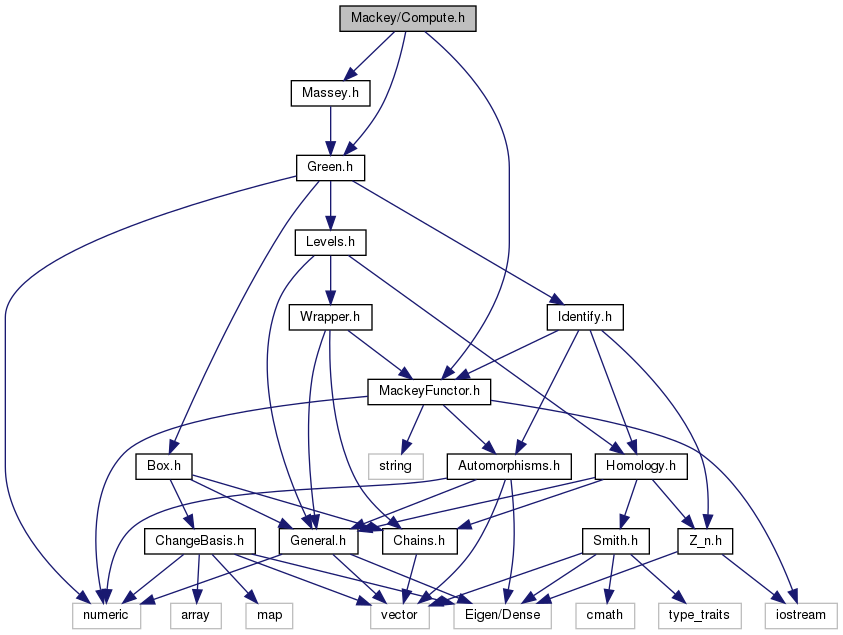 Mackey/Compute.h
Massey.h
Green.h
Levels.h
Wrapper.h
Identify.h
MackeyFunctor.h
Box.h
string
Automorphisms.h
Homology.h
ChangeBasis.h
General.h
Chains.h
Smith.h
Z_n.h
numeric
array
map
vector
Eigen/Dense
cmath
type_traits
iostream